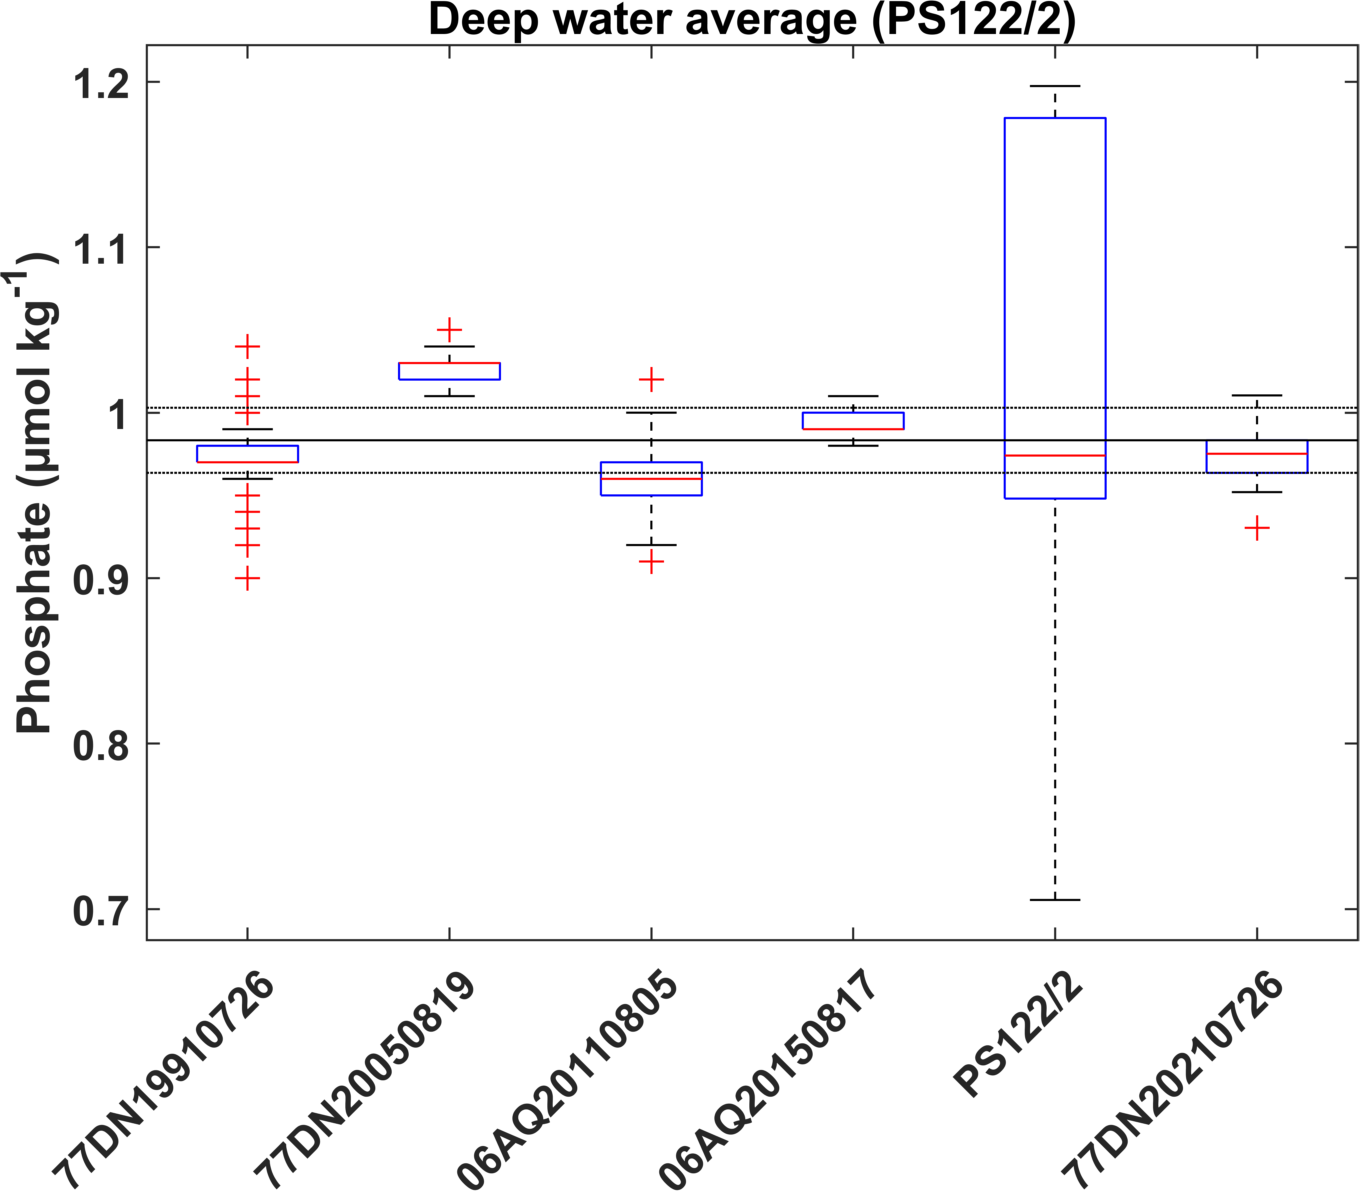 Deep water average (PS122/2)
Phosphate (µmol kg⁻¹)
1.2
1.1
1
0.9
0.8
0.7
77DN19910726
77DN20050819
06AQ20110805
06AQ20150817
PS122/2
77DN20210726